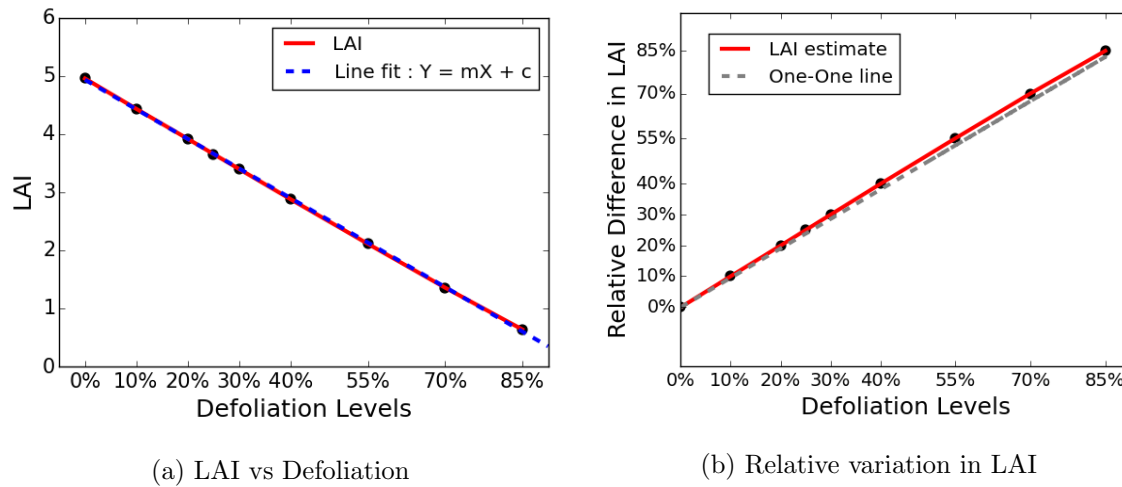 6
5
4
3
2
1
0
LAI
LAI
Line fit : Y = mX + c
0% 10% 20% 30% 40% 55% 70% 85%
Defoliation Levels
(a) LAI vs Defoliation
85%
70%
55%
40%
30%
20%
10%
0%
Relative Difference in LAI
LAI estimate
One-One line
0% 10% 20% 30% 40% 55% 70% 85%
Defoliation Levels
(b) Relative variation in LAI